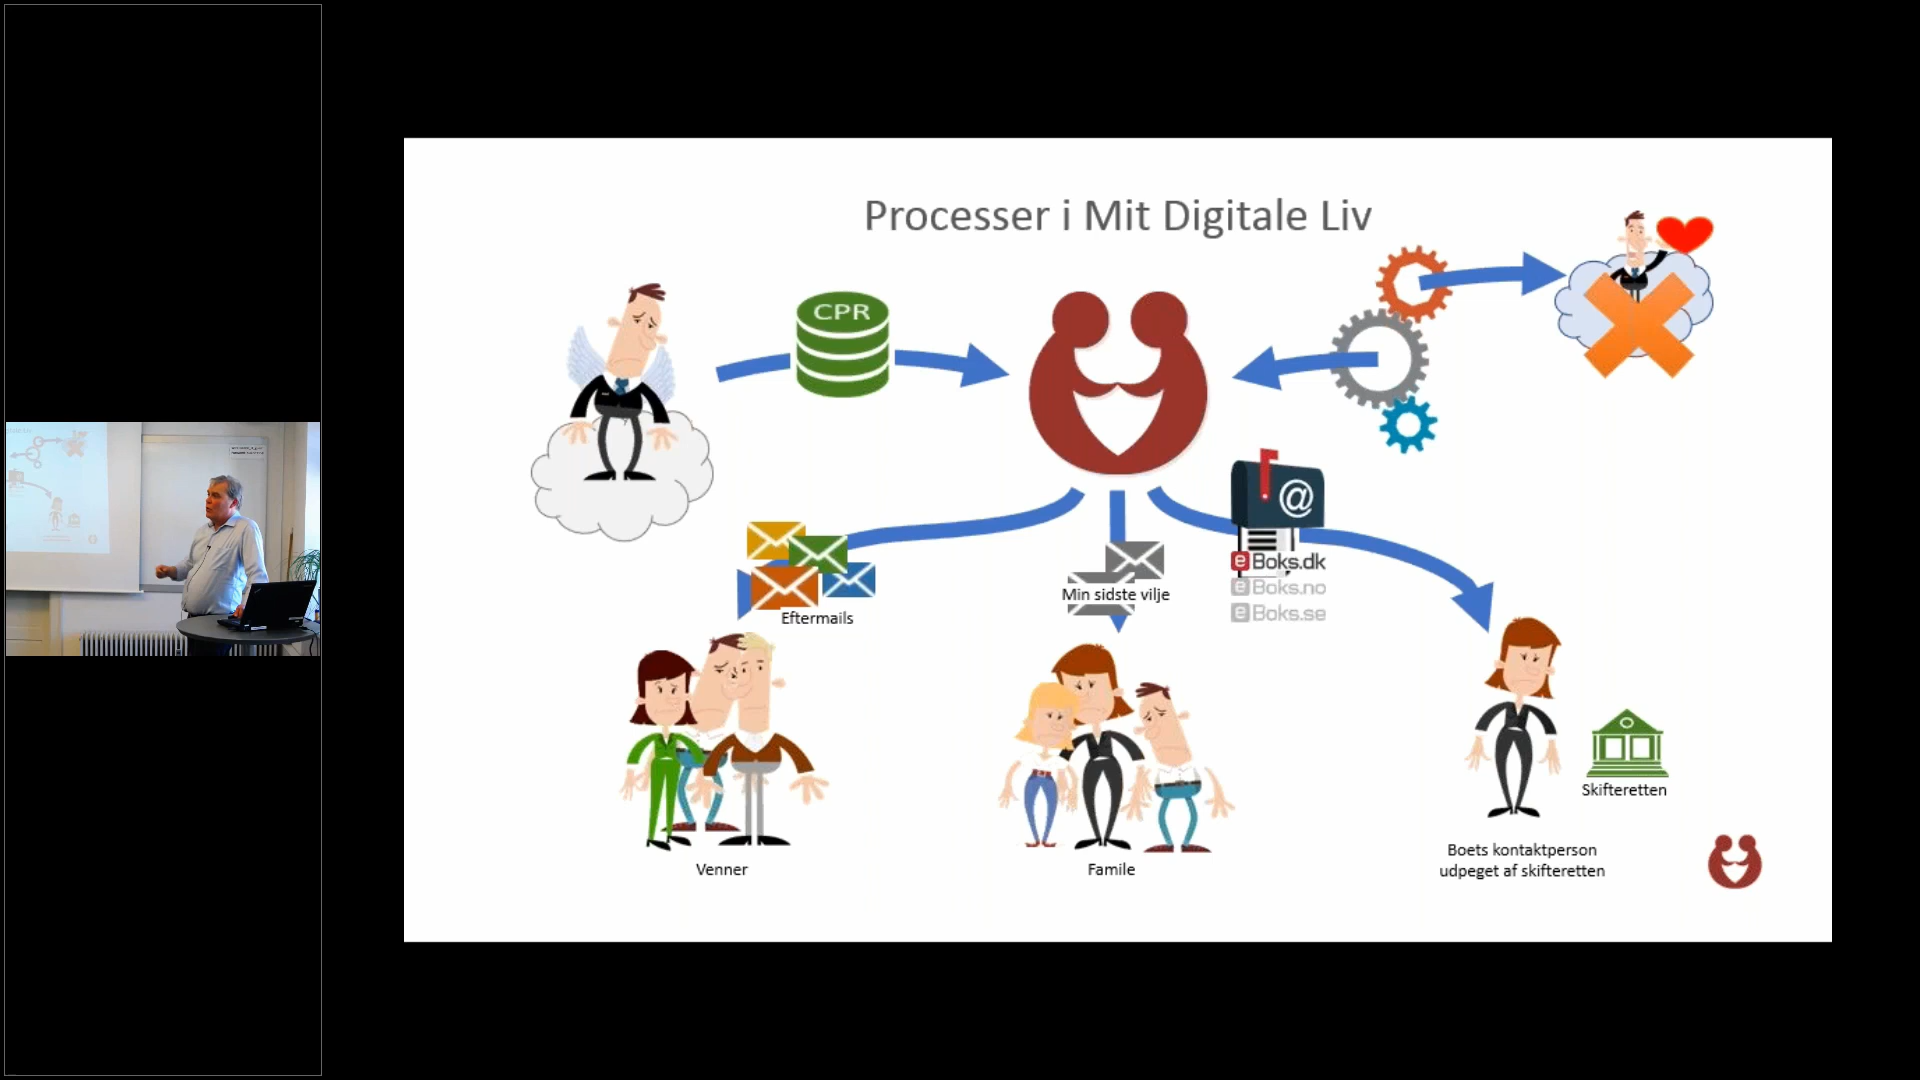 Processer i Mit Digitale Liv
CPR
@
eBoks.dk
eBoks.no
eBoks.se
Min sidste vilje
Eftermails
Skifteretten
Venner
Famile
Boets kontaktperson
udpeget af skifteretten